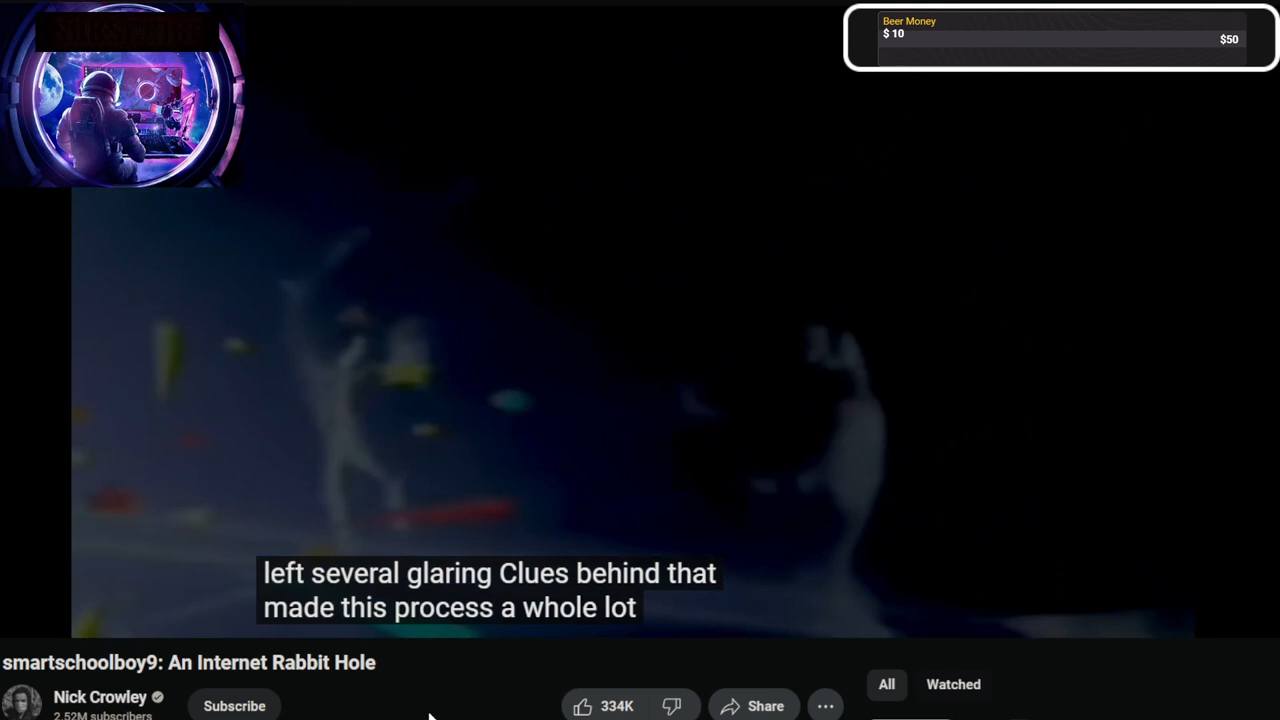 Beer Money
$ 10
$50
left several glaring Clues behind that
made this process a whole lot
smartschoolboy9: An Internet Rabbit Hole
Nick Crowley
2.52M subscribers
Subscribe
334K
Share
All
Watched